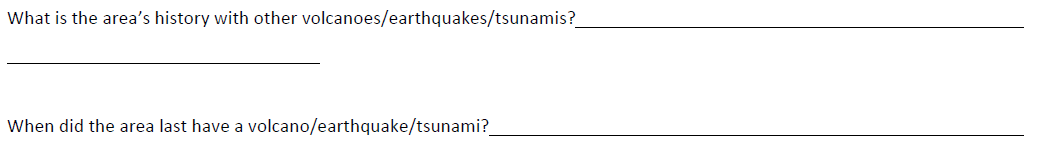 What is the area’s history with other volcanoes/earthquakes/tsunamis?
When did the area last have a volcano/earthquake/tsunami?